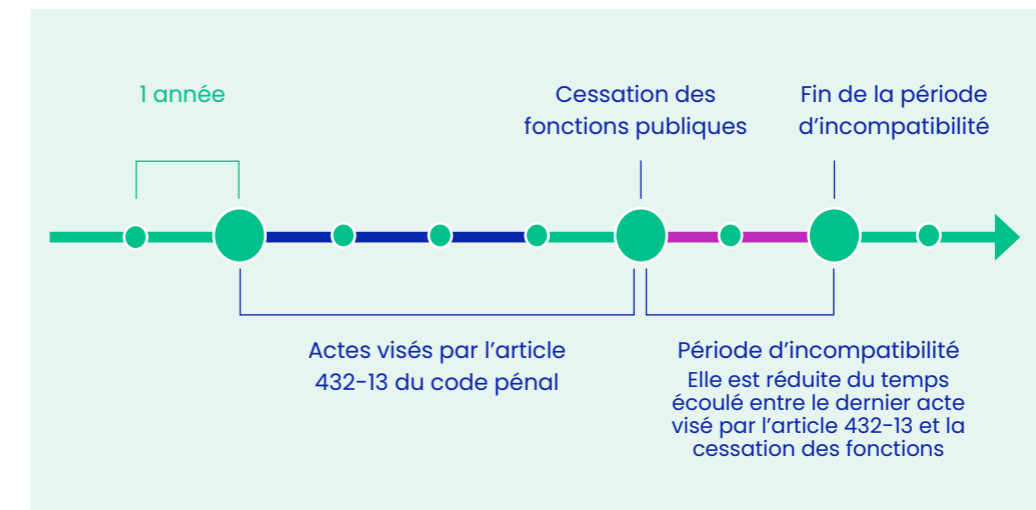 1 année
Cessation des
fonctions publiques
Fin de la période
d’incompatibilité
Actes visés par l’article
432-13 du code pénal
Période d’incompatibilité
Elle est réduite du temps
écoulé entre le dernier acte
visé par l’article 432-13 et la
cessation des fonctions